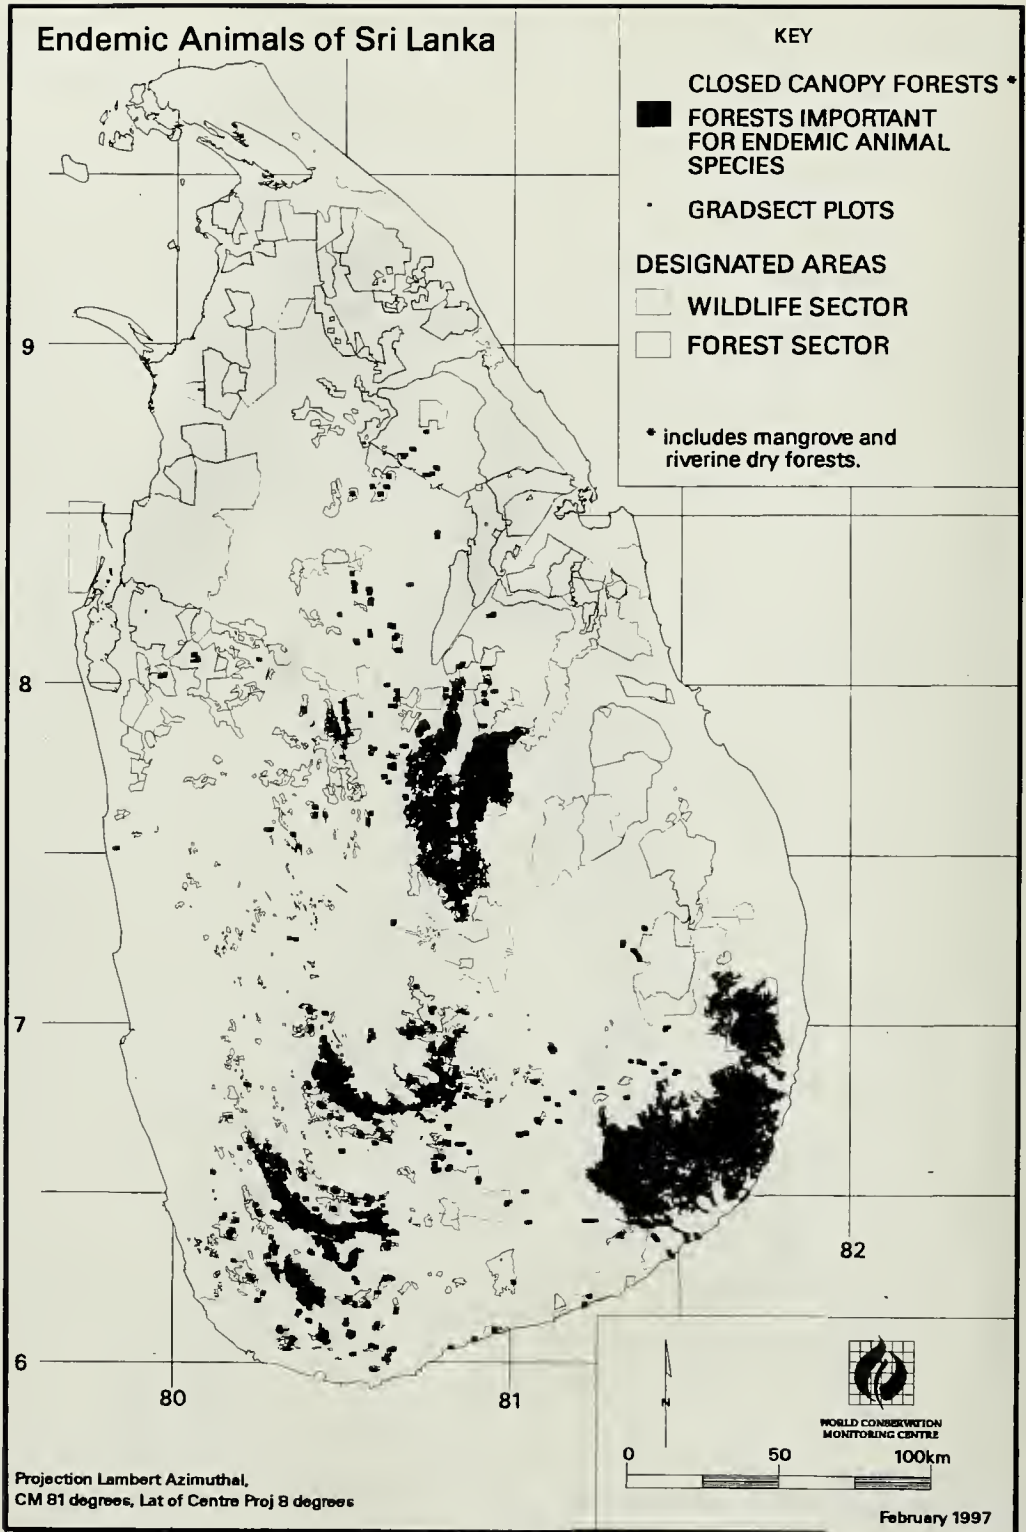 Endemic Animals of Sri Lanka
KEY
CLOSED CANOPY FORESTS *
FORESTS IMPORTANT
FOR ENDEMIC ANIMAL
SPECIES
GRADSECT PLOTS
DESIGNATED AREAS
WILDLIFE SECTOR
FOREST SECTOR
* includes mangrove and
riverine dry forests.
9
8
7
6
80
81
82
N
WORLD CONSERVATION
MONITORING CENTRE
0 50 100km
Projection Lambert Azimuthal,
CM 81 degrees, Lat of Centre Proj 8 degrees
February 1997